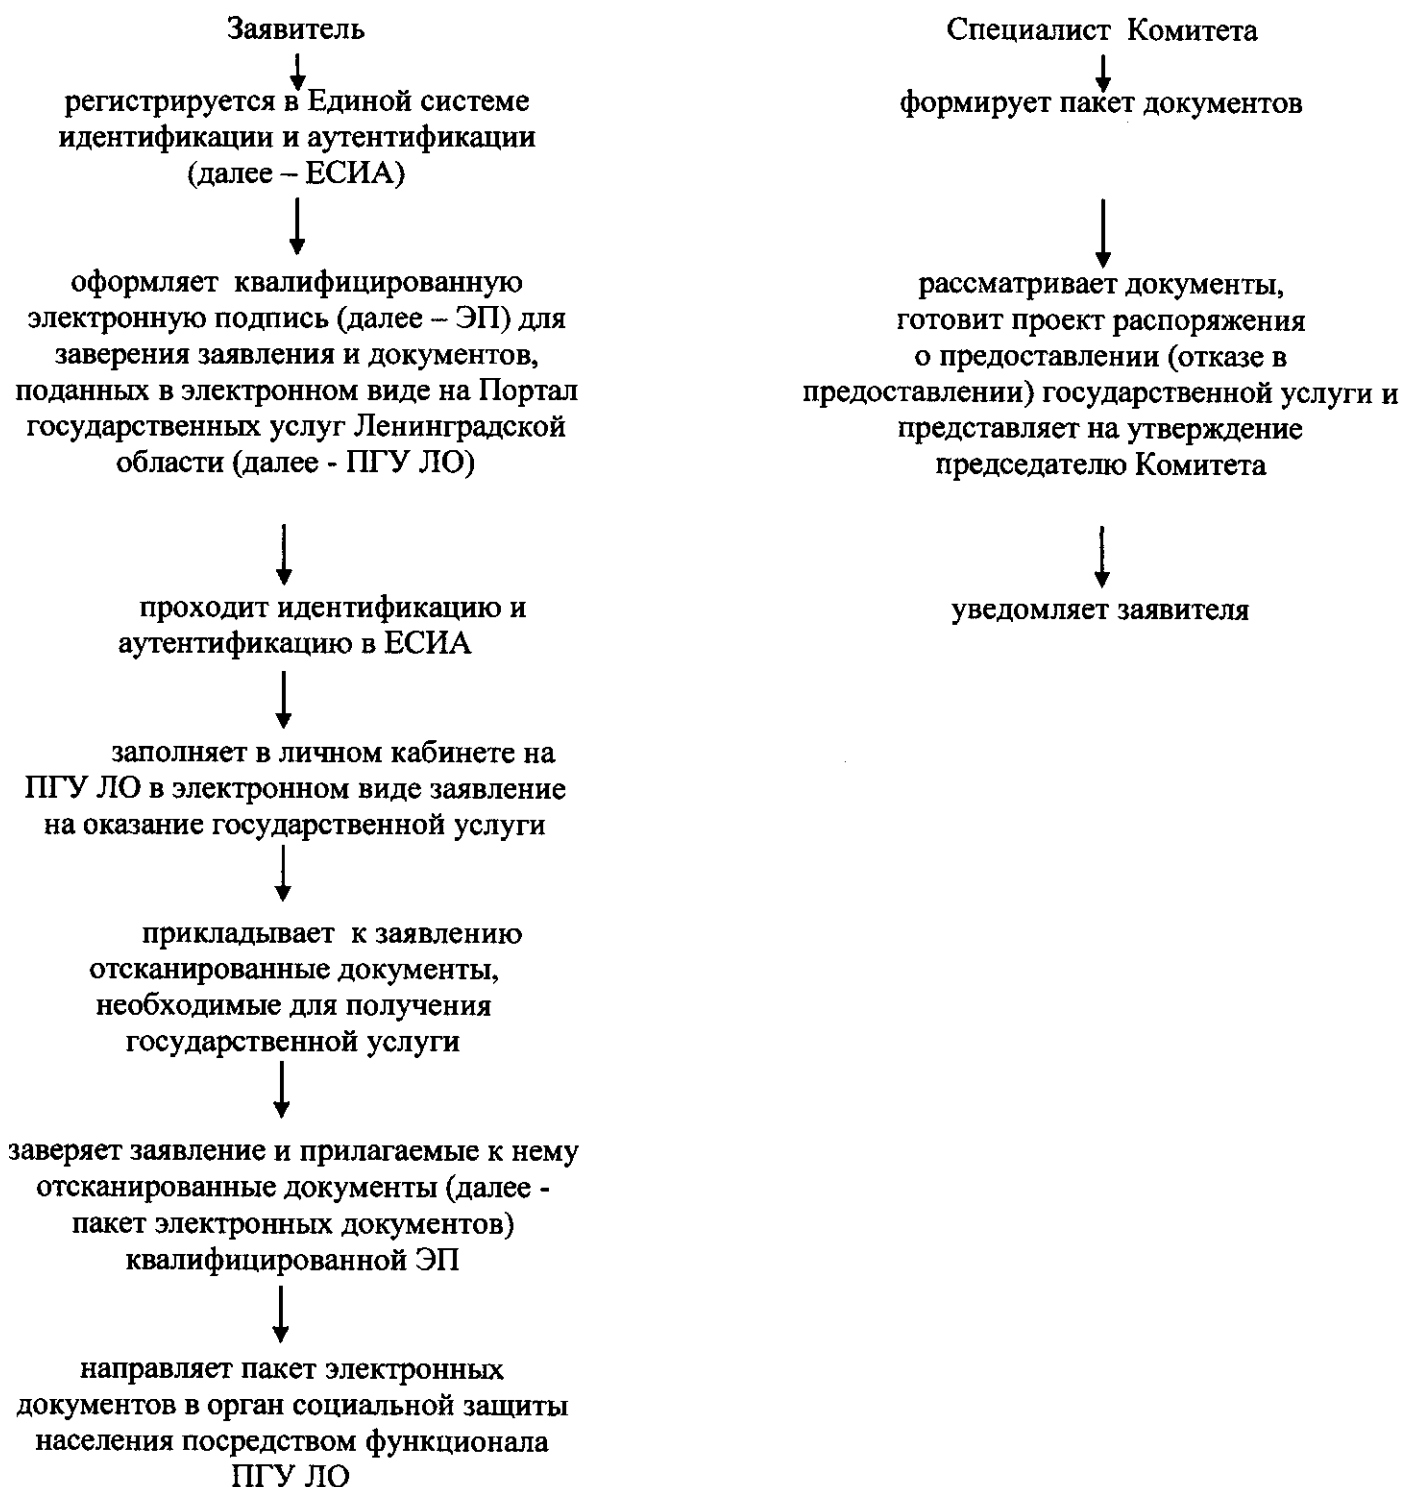 Заявитель
регистрируется в Единой системе
идентификации и аутентификации
(далее – ЕСИА)
оформляет квалифицированную
электронную подпись (далее – ЭП) для
заверения заявления и документов,
поданных в электронном виде на Портал
государственных услуг Ленинградской
области (далее - ПГУ ЛО)
проходит идентификацию и
аутентификацию в ЕСИА
заполняет в личном кабинете на
ПГУ ЛО в электронном виде заявление
на оказание государственной услуги
прикладывает к заявлению
отсканированные документы,
необходимые для получения
государственной услуги
заверяет заявление и прилагаемые к нему
отсканированные документы (далее -
пакет электронных документов)
квалифицированной ЭП
направляет пакет электронных
документов в орган социальной защиты
населения посредством функционала
ПГУ ЛО
Специалист Комитета
формирует пакет документов
рассматривает документы,
готовит проект распоряжения
о предоставлении (отказе в
предоставлении) государственной услуги и
представляет на утверждение
председателю Комитета
уведомляет заявителя